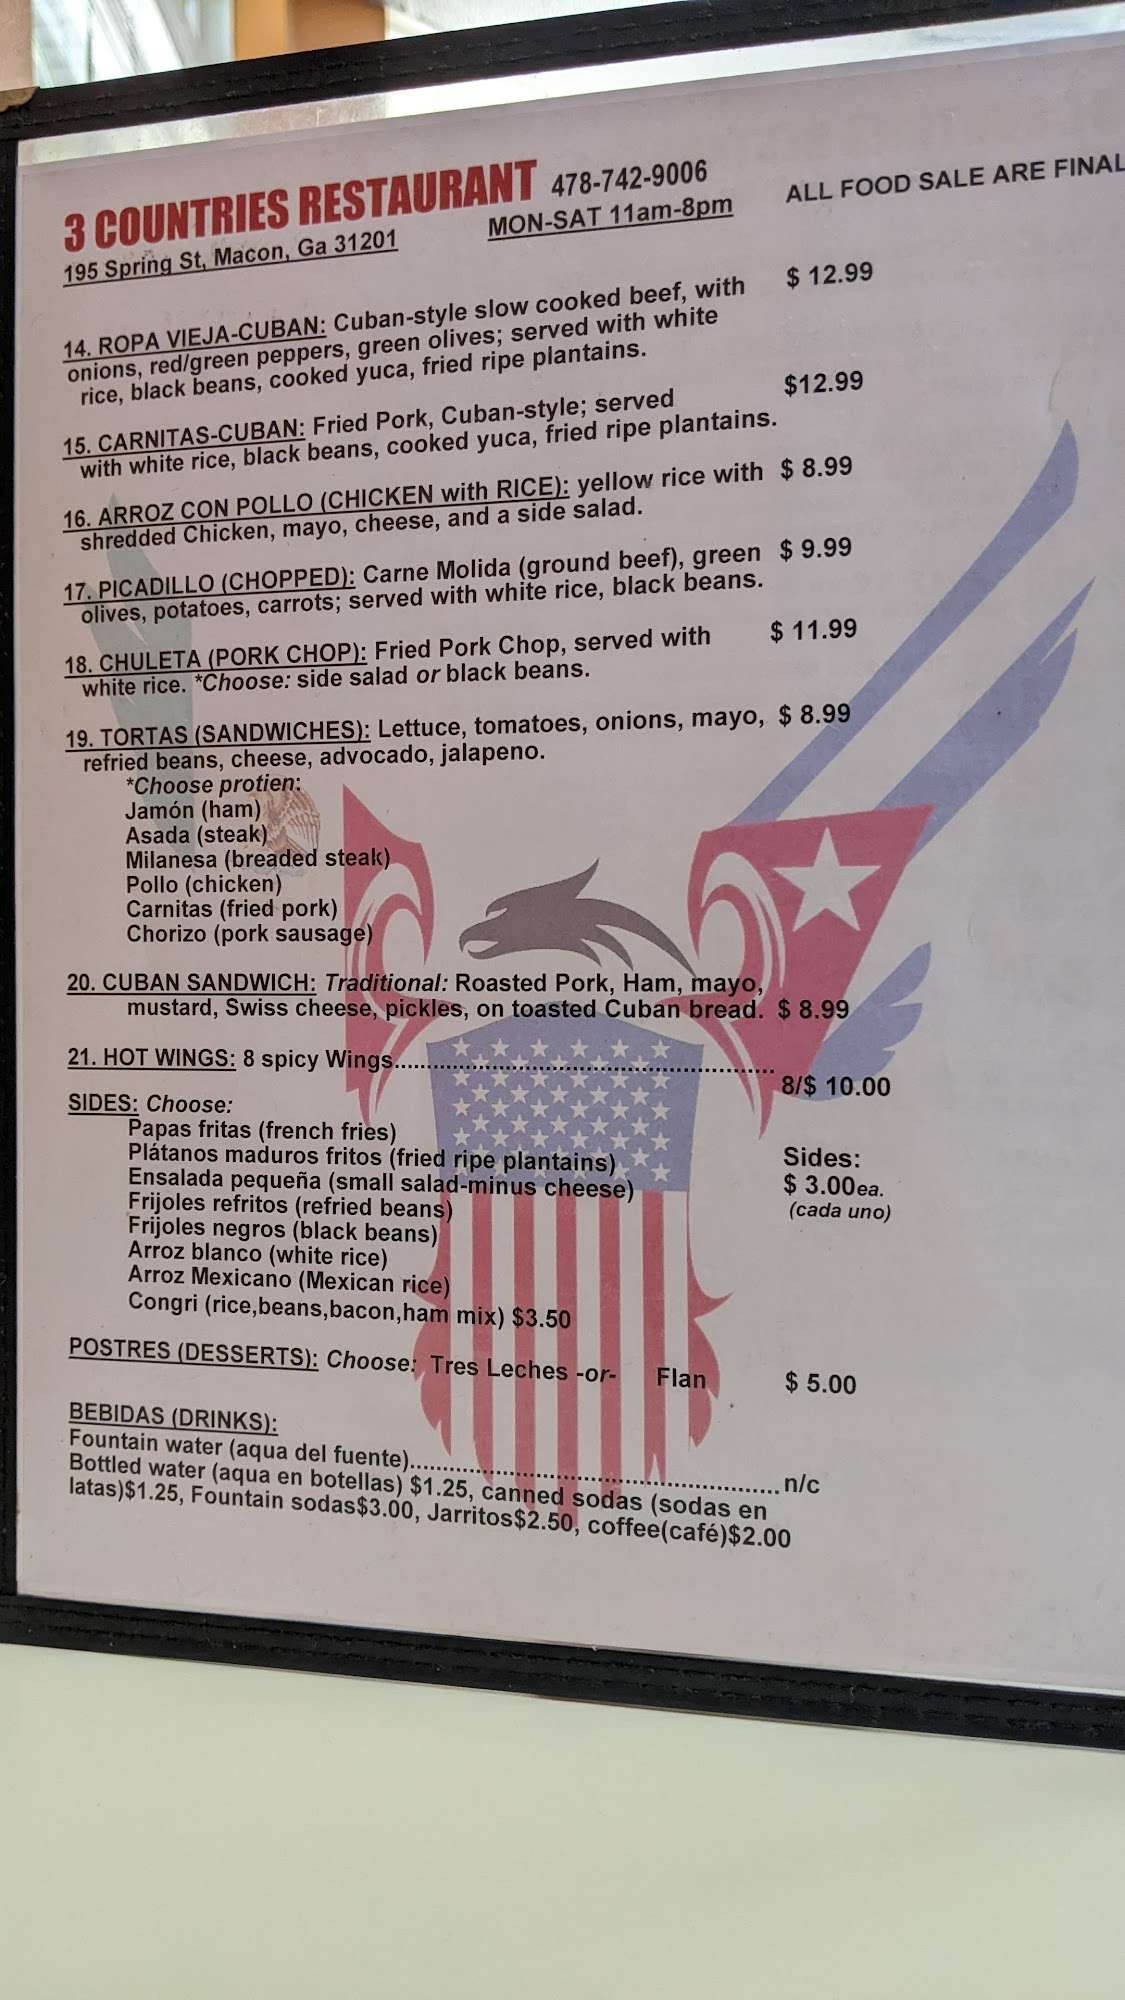 3 COUNTRIES RESTAURANT 478-742-9006 ALL FOOD SALE ARE FINAL
195 Spring St, Macon, Ga 31201 MON-SAT 11am-8pm
14. ROPA VIEJA-CUBAN: Cuban-style slow cooked beef, with $ 12.99
onions, red/green peppers, green olives; served with white
rice, black beans, cooked yuca, fried ripe plantains.
15. CARNITAS-CUBAN: Fried Pork, Cuban-style; served $12.99
with white rice, black beans, cooked yuca, fried ripe plantains.
16. ARROZ CON POLLO (CHICKEN with RICE): yellow rice with $ 8.99
shredded Chicken, mayo, cheese, and a side salad.
17. PICADILLO (CHOPPED): Carne Molida (ground beef), green $ 9.99
olives, potatoes, carrots; served with white rice, black beans.
18. CHULETA (PORK CHOP): Fried Pork Chop, served with $ 11.99
white rice. *Choose: side salad or black beans.
19. TORTAS (SANDWICHES): Lettuce, tomatoes, onions, mayo, $ 8.99
refried beans, cheese, advocado, jalapeno.
*Choose protien:
Jamón (ham)
Asada (steak)
Milanesa (breaded steak)
Pollo (chicken)
Carnitas (fried pork)
Chorizo (pork sausage)
20. CUBAN SANDWICH: Traditional: Roasted Pork, Ham, mayo,
mustard, Swiss cheese, pickles, on toasted Cuban bread. $ 8.99
21. HOT WINGS: 8 spicy Wings.......................................................... 8/$ 10.00
SIDES: Choose:
Papas fritas (french fries)
Plátanos maduros fritos (fried ripe plantains) Sides:
Ensalada pequeña (small salad-minus cheese) $ 3.00ea.
Frijoles refritos (refried beans) (cada uno)
Frijoles negros (black beans)
Arroz blanco (white rice)
Arroz Mexicano (Mexican rice)
Congri (rice,beans,bacon,ham mix) $3.50
POSTRES (DESSERTS): Choose: Tres Leches -or- Flan $ 5.00
BEBIDAS (DRINKS):
Fountain water (aqua del fuente)....................................................... n/c
Bottled water (aqua en botellas) $1.25, canned sodas (sodas en
latas)$1.25, Fountain sodas$3.00, Jarritos$2.50, coffee(café)$2.00